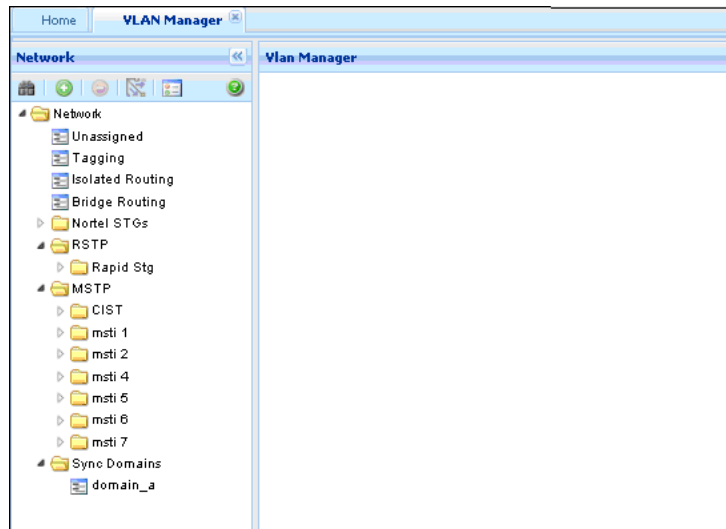 Home
VLAN Manager
Network
Vlan Manager
Network
Unassigned
Tagging
Isolated Routing
Bridge Routing
Nortel STGs
RSTP
Rapid Stg
MSTP
CIST
msti 1
msti 2
msti 4
msti 5
msti 6
msti 7
Sync Domains
domain_a